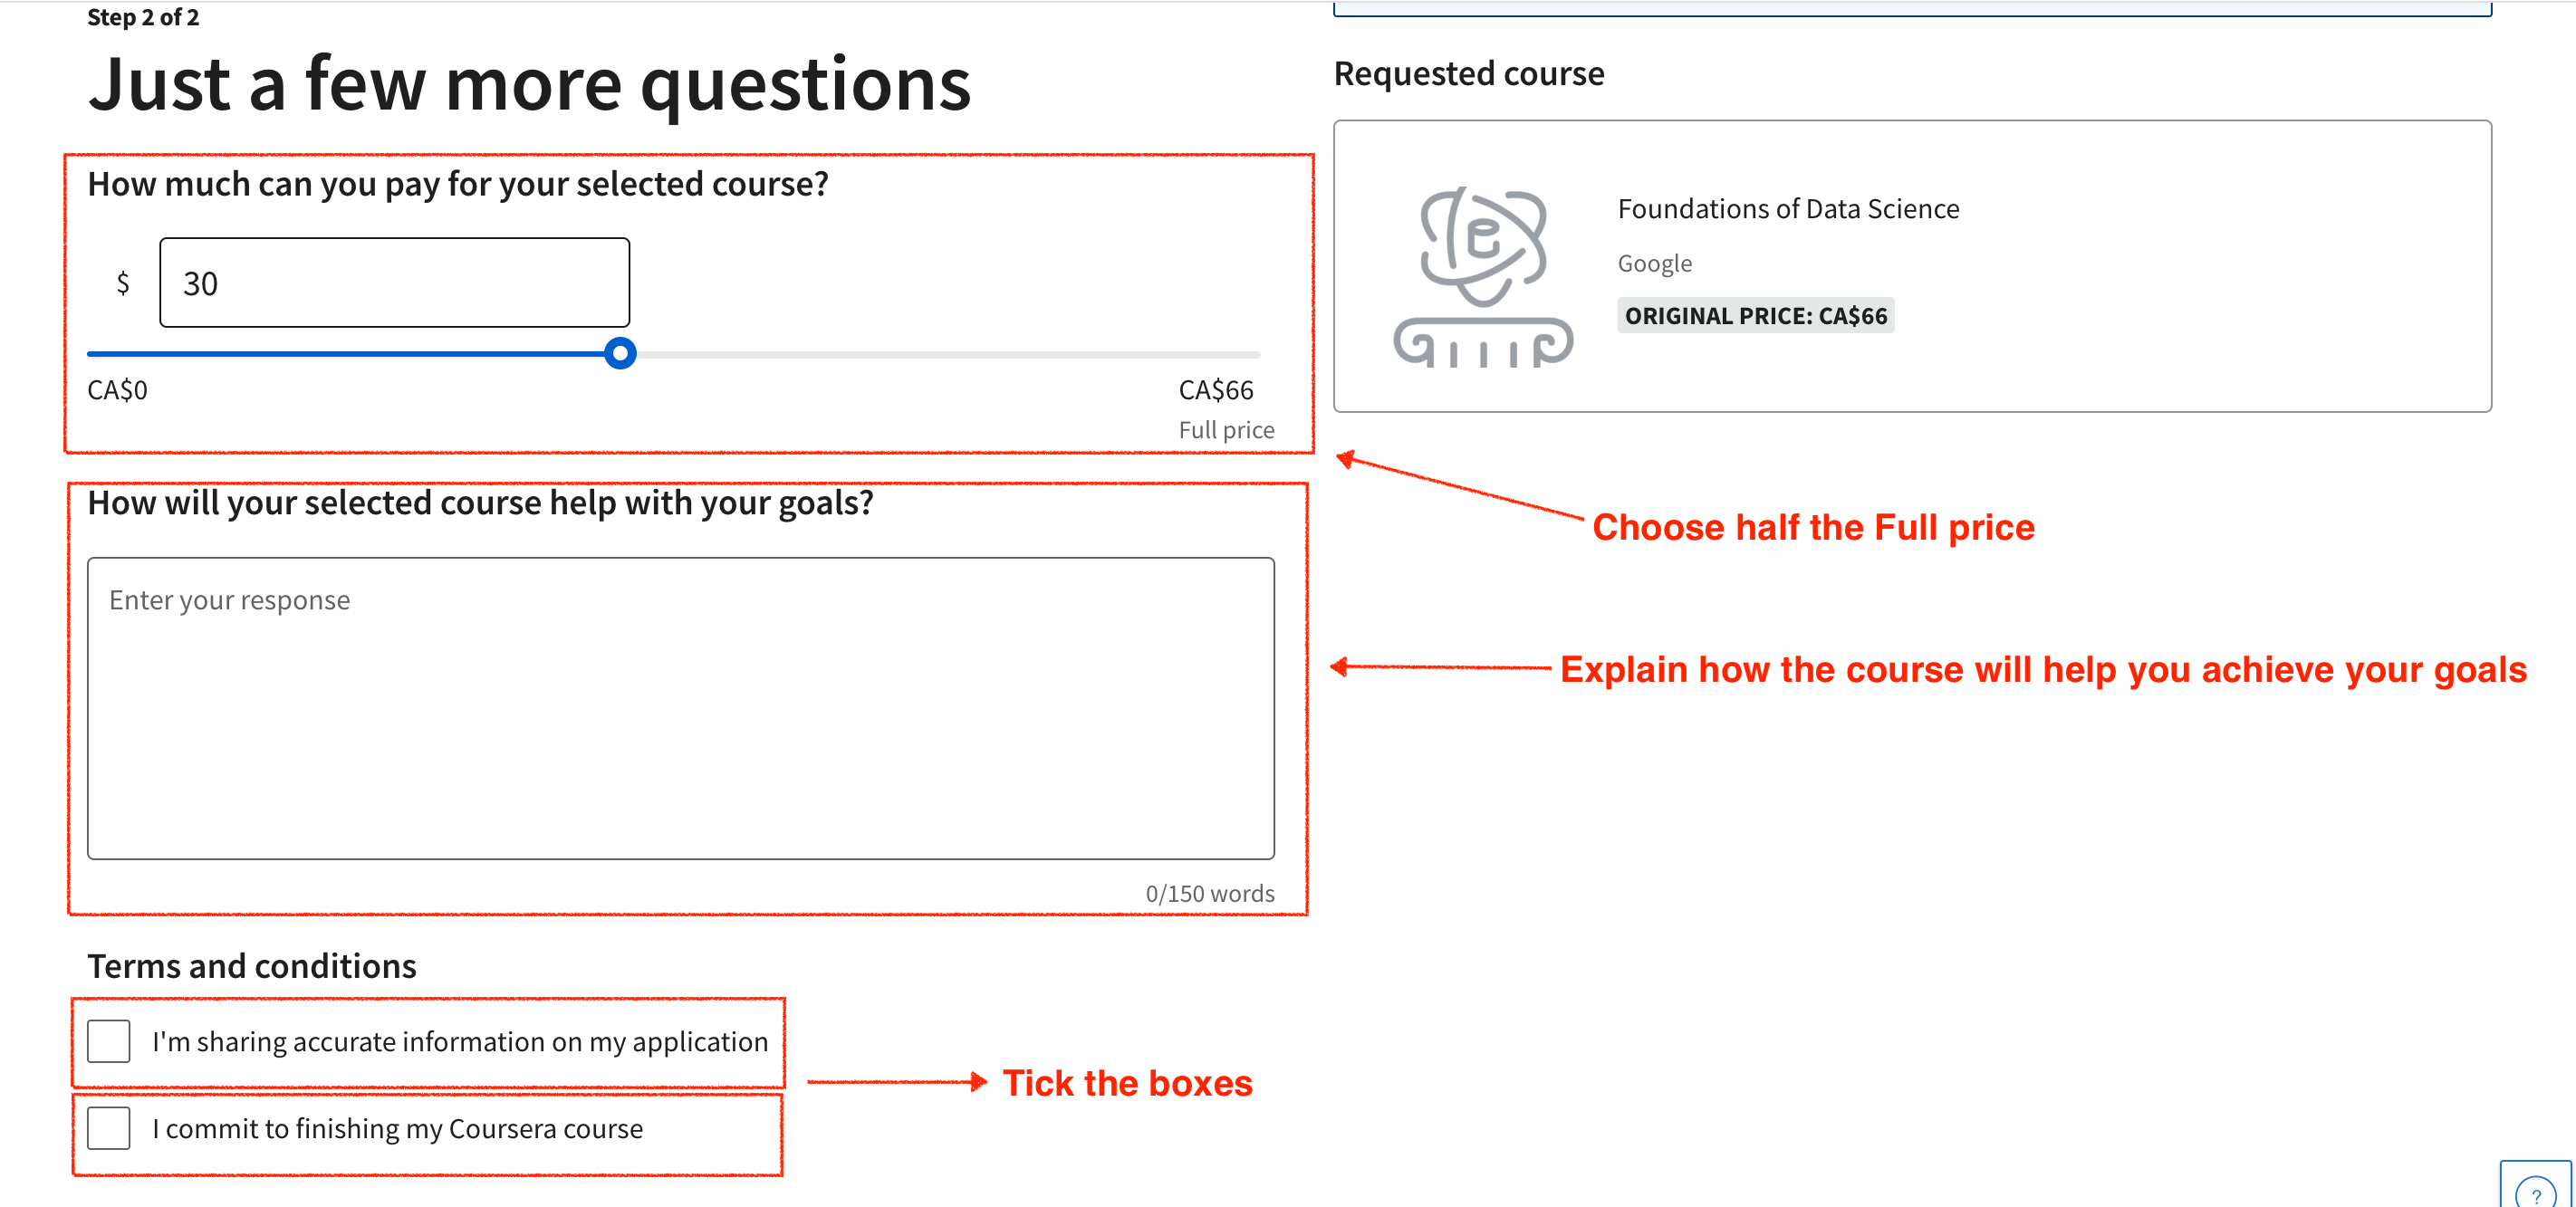 Step 2 of 2
Just a few more questions
How much can you pay for your selected course?
$ 30
CA$0
CA$66
Full price
How will your selected course help with your goals?
Enter your response
0/150 words
Terms and conditions
I'm sharing accurate information on my application
I commit to finishing my Coursera course
Requested course
Foundations of Data Science
Google
ORIGINAL PRICE: CA$66
Choose half the Full price
Explain how the course will help you achieve your goals
Tick the boxes
?